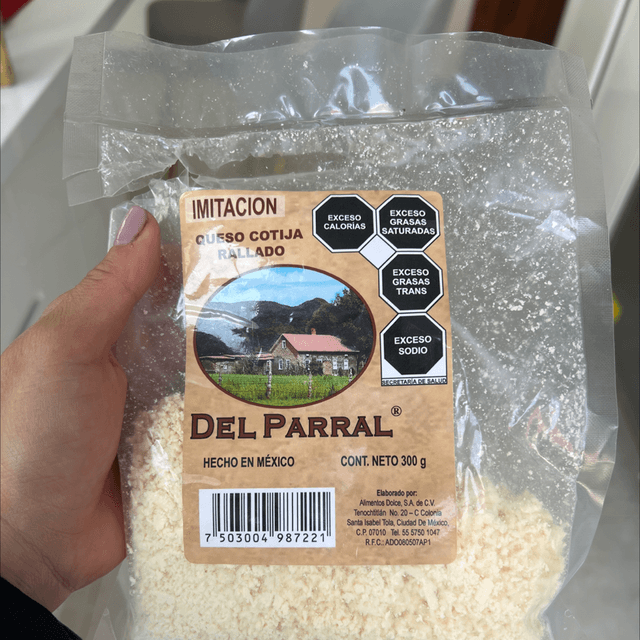 IMITACION
QUESO COTIJA
RALLADO
EXCESO
CALORÍAS
EXCESO
GRASAS
SATURADAS
EXCESO
GRASAS
TRANS
EXCESO
SODIO
SECRETARÍA DE SALUD
DEL PARRAL®
HECHO EN MÉXICO CONT. NETO 300 g
7 503004 987221
Elaborado por:
Alimentos Dolce, S.A. de C.V.
Tenochtitlán No. 20 – C Colonia
Santa Isabel Tola, Ciudad De México,
C.P. 07010 Tel. 55 5750 1047
R.F.C.: ADO060507AP1